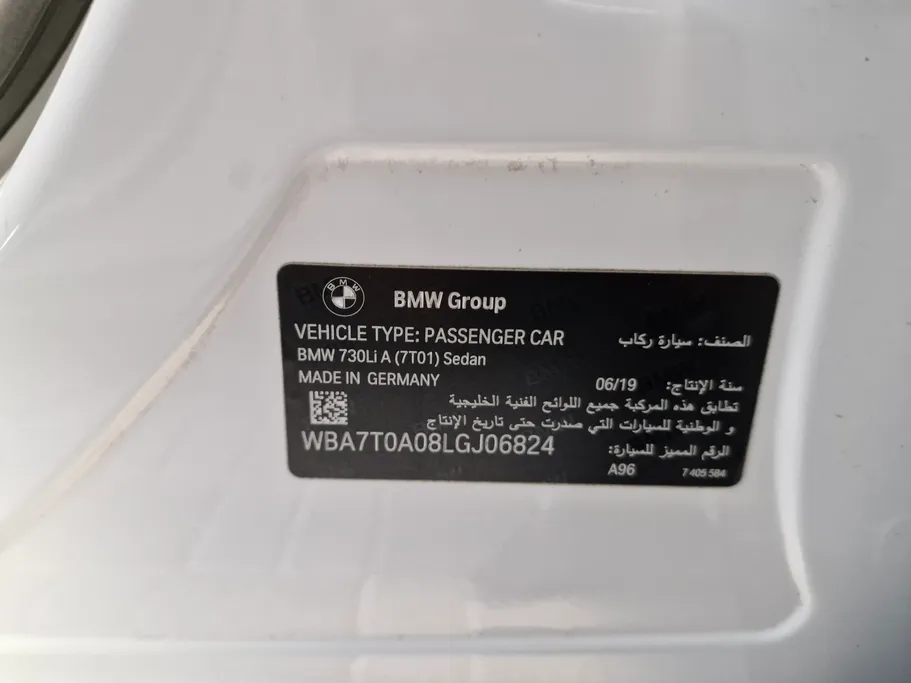 BMW
BMW Group
VEHICLE TYPE: PASSENGER CAR
الصنف: سيارة ركاب
BMW 730Li A (7T01) Sedan
MADE IN GERMANY
سنة الإنتاج: 06/19
تطابق هذه المركبة جميع اللوائح الفنية الخليجية
و الوطنية للسيارات التي صدرت حتى تاريخ الإنتاج
WBA7T0A08LGJ06824
الرقم المميز للسيارة:
A96
7 405 584